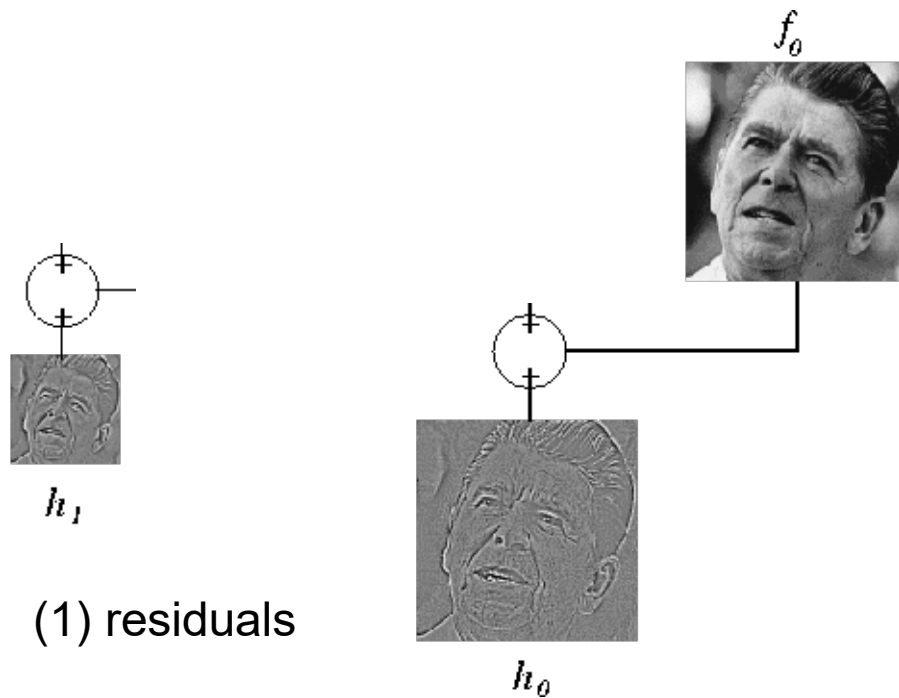 f₀
+
+
+
+
h₁
(1) residuals
h₀